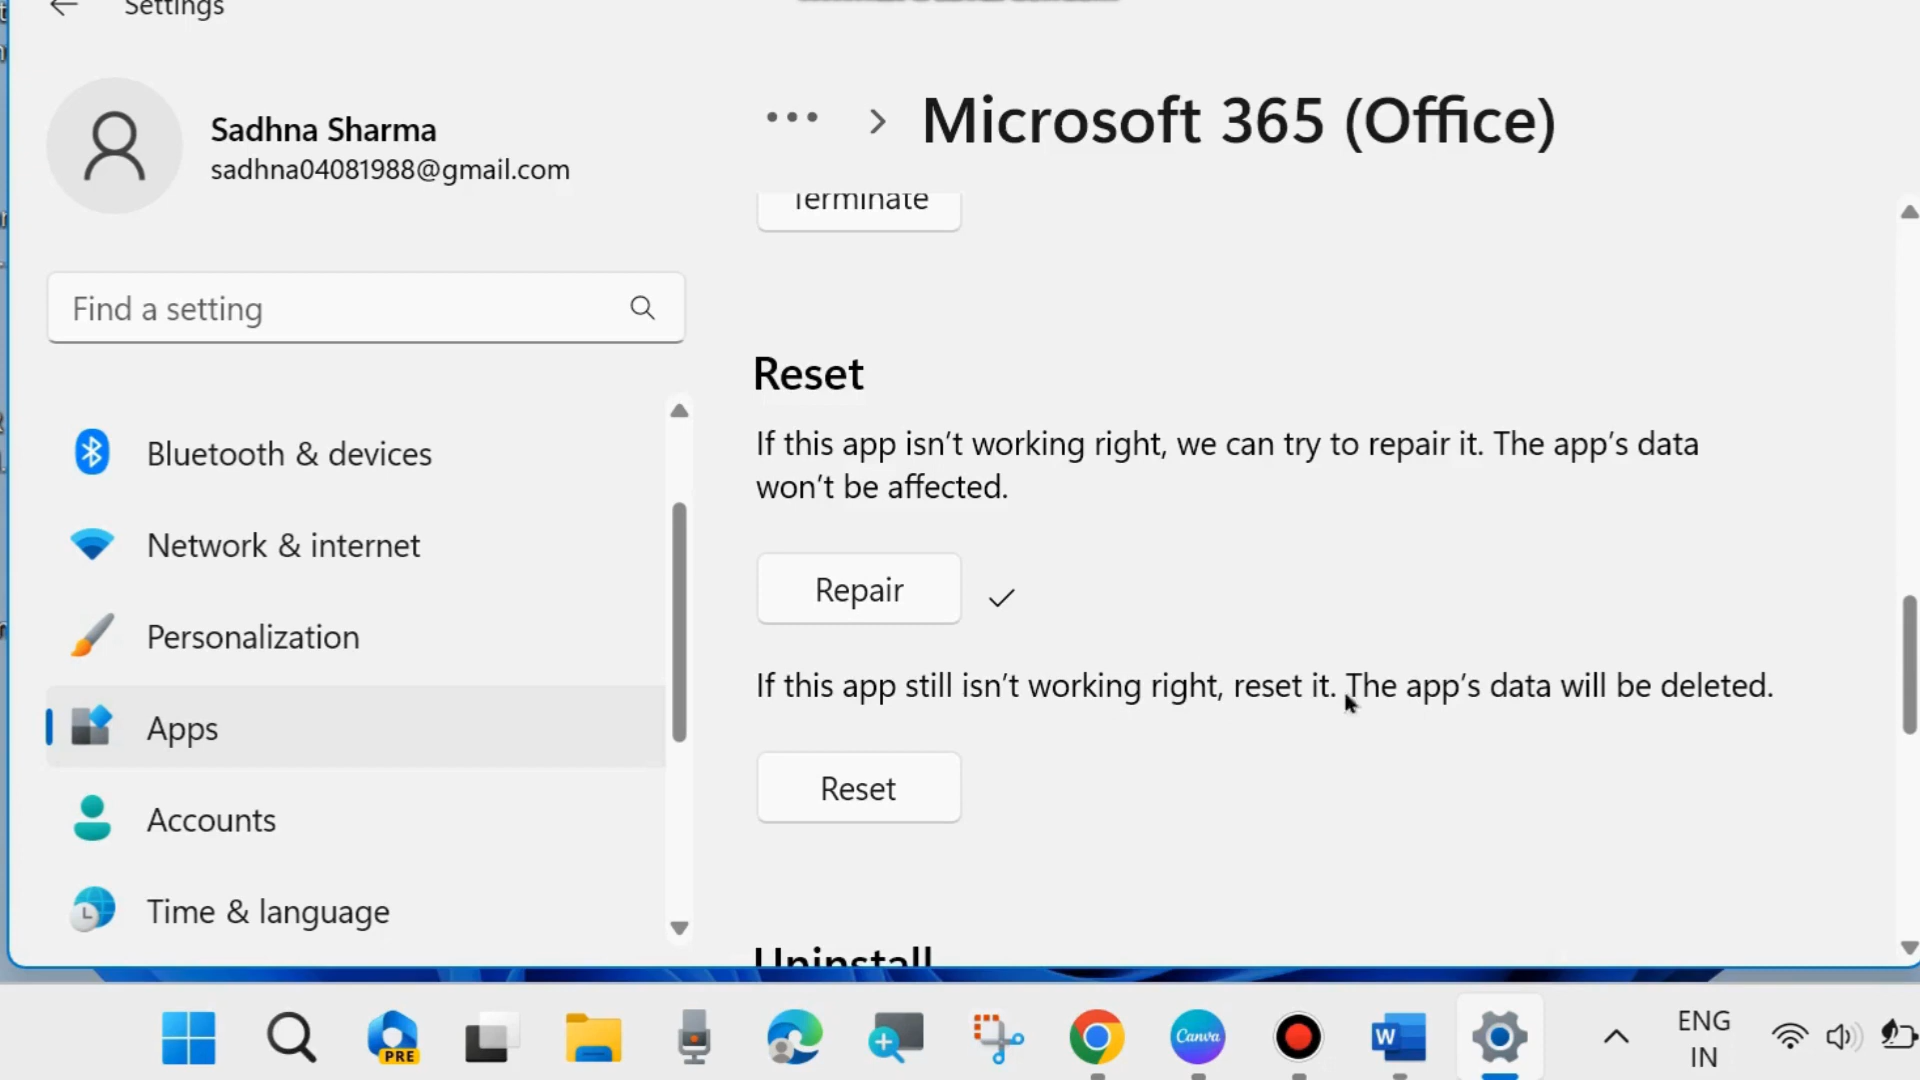 Settings
Sadhna Sharma
sadhna04081988@gmail.com
Find a setting
Bluetooth & devices
Network & internet
Personalization
Apps
Accounts
Time & language
Microsoft 365 (Office)
Terminate
Reset
If this app isn't working right, we can try to repair it. The app's data
won't be affected.
Repair
If this app still isn't working right, reset it. The app's data will be deleted.
Reset
Uninstall
PRE
Canva
W
ENG
IN